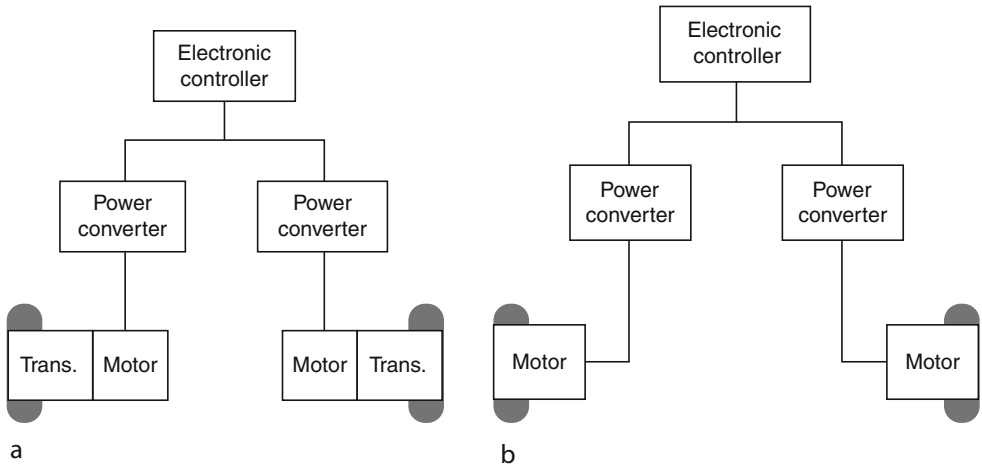 Electronic
controller
Power
converter
Power
converter
Trans.
Motor
Motor
Trans.
a
Electronic
controller
Power
converter
Power
converter
Motor
Motor
b